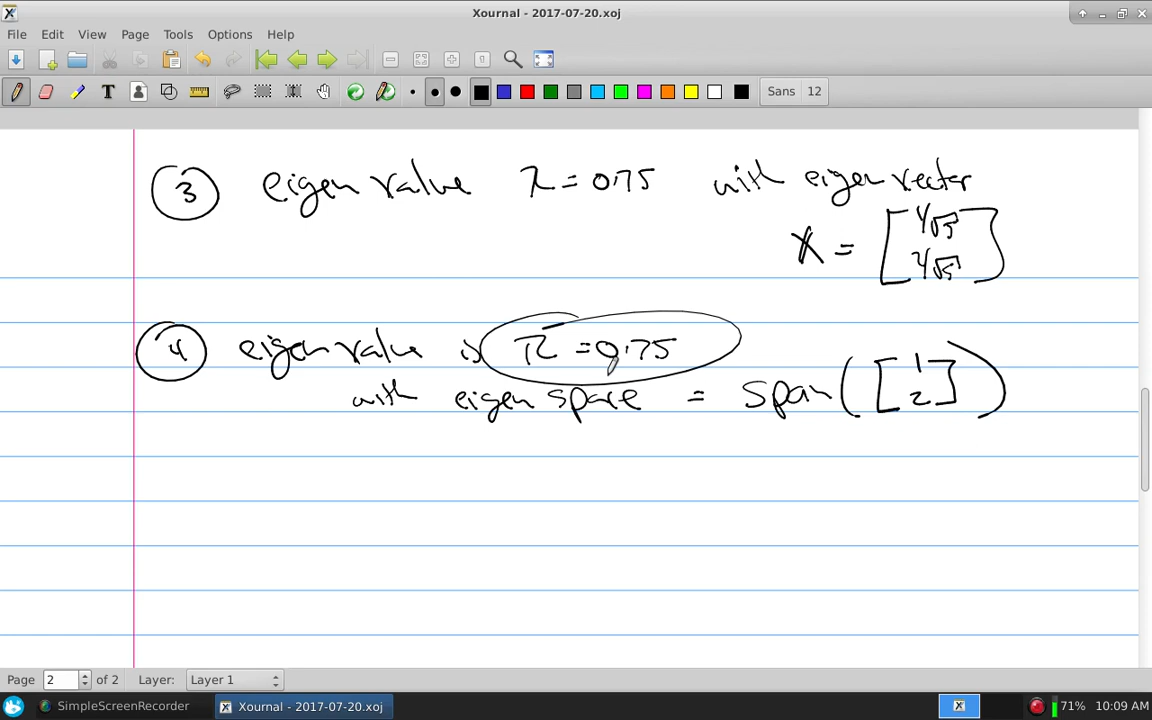 Xournal - 2017-07-20.xoj
File Edit View Page Tools Options Help
Sans 12
③ eigen value λ = 0.75 with eigen vector
X = [1/√5
2/√5]
④ eigen value is λ = 0.75
with eigen space = span([1
2])
Page 2 of 2 Layer: Layer 1
SimpleScreenRecorder Xournal - 2017-07-20.xoj 71% 10:09 AM